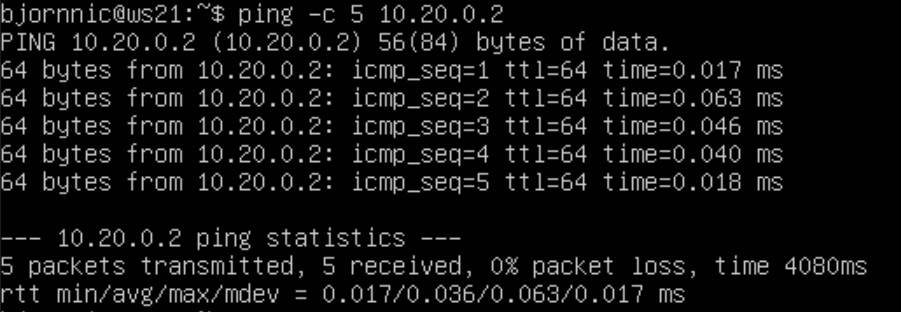 bjornnic@ws21:~$ ping -c 5 10.20.0.2
PING 10.20.0.2 (10.20.0.2) 56(84) bytes of data.
64 bytes from 10.20.0.2: icmp_seq=1 ttl=64 time=0.017 ms
64 bytes from 10.20.0.2: icmp_seq=2 ttl=64 time=0.063 ms
64 bytes from 10.20.0.2: icmp_seq=3 ttl=64 time=0.046 ms
64 bytes from 10.20.0.2: icmp_seq=4 ttl=64 time=0.040 ms
64 bytes from 10.20.0.2: icmp_seq=5 ttl=64 time=0.018 ms
--- 10.20.0.2 ping statistics ---
5 packets transmitted, 5 received, 0% packet loss, time 4080ms
rtt min/avg/max/mdev = 0.017/0.036/0.063/0.017 ms